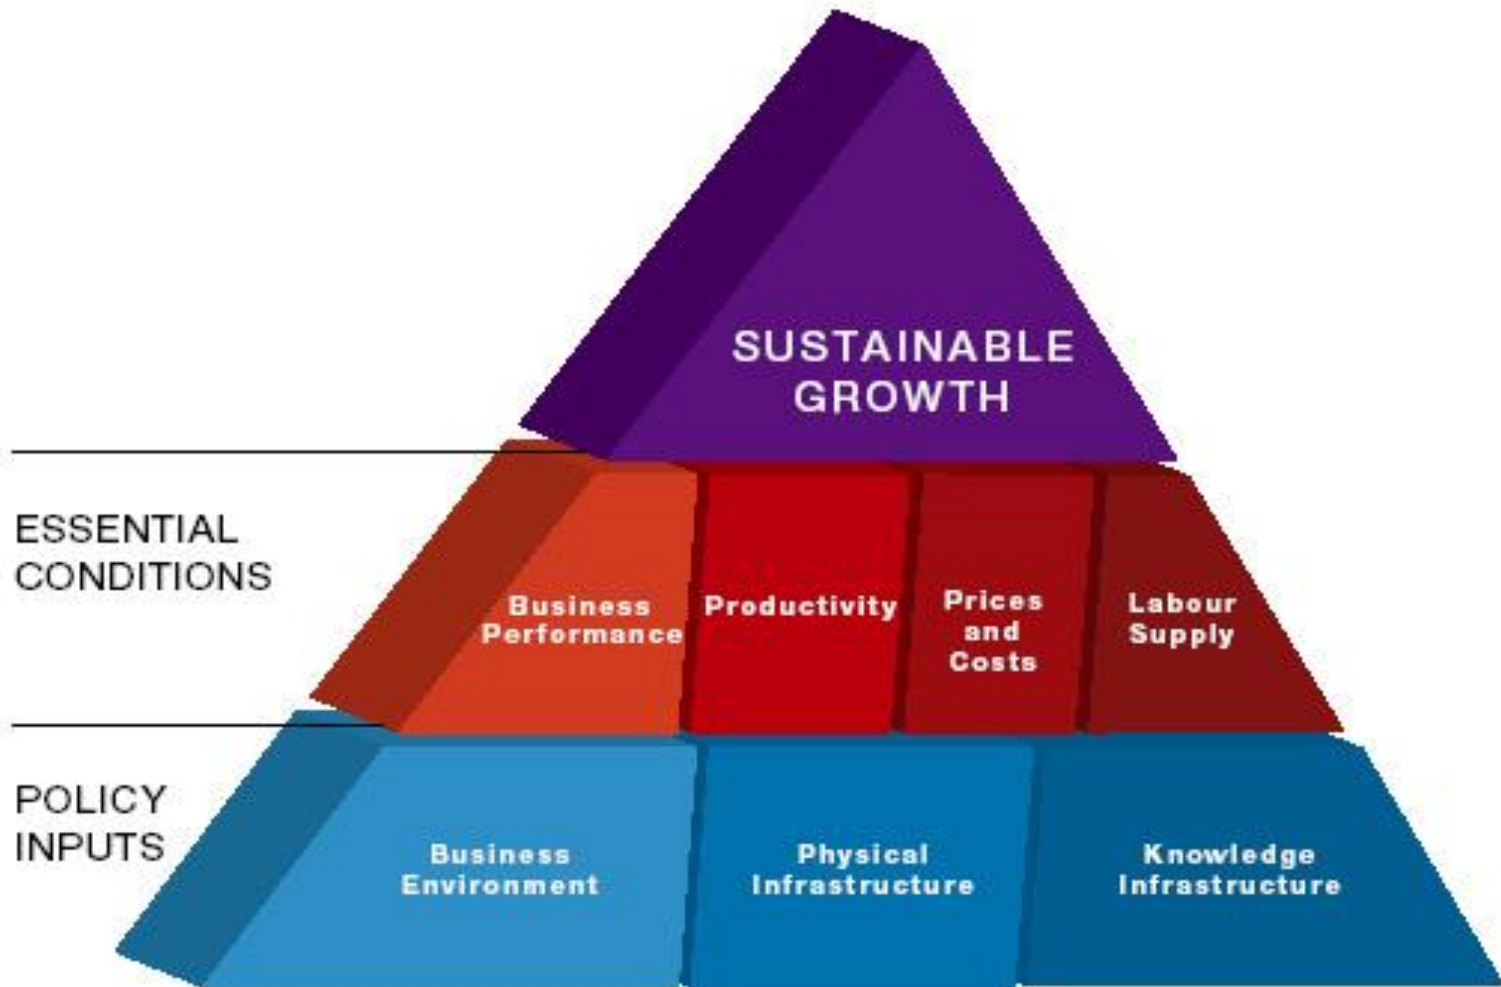 SUSTAINABLE
GROWTH
ESSENTIAL
CONDITIONS
Business
Performance
Productivity
Prices
and
Costs
Labour
Supply
POLICY
INPUTS
Business
Environment
Physical
Infrastructure
Knowledge
Infrastructure